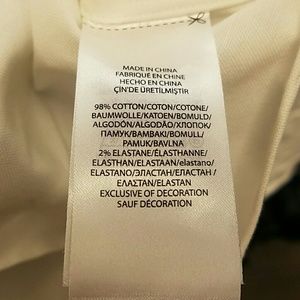 MADE IN CHINA
FABRIQUÉ EN CHINE
HECHO EN CHINA
ÇİN'DE ÜRETİLMİŞTİR
98% COTTON/COTON/COTONE/
BAUMWOLLE/KATOEN/BOMULD/
ALGODÓN/ALGODÃO/ХЛОПОК/
ПАМУК/BAMBAKI/BOMULL/
PAMUK/BAVLNA
2% ELASTANE/ÉLASTHANNE/
ELASTHAN/ELASTAAN/elastano/
ELASTANO/ЭЛАСТАН/ЕЛАСТАН /
ΕΛΑΣΤΑΝ/ELASTAN
EXCLUSIVE OF DECORATION
SAUF DÉCORATION